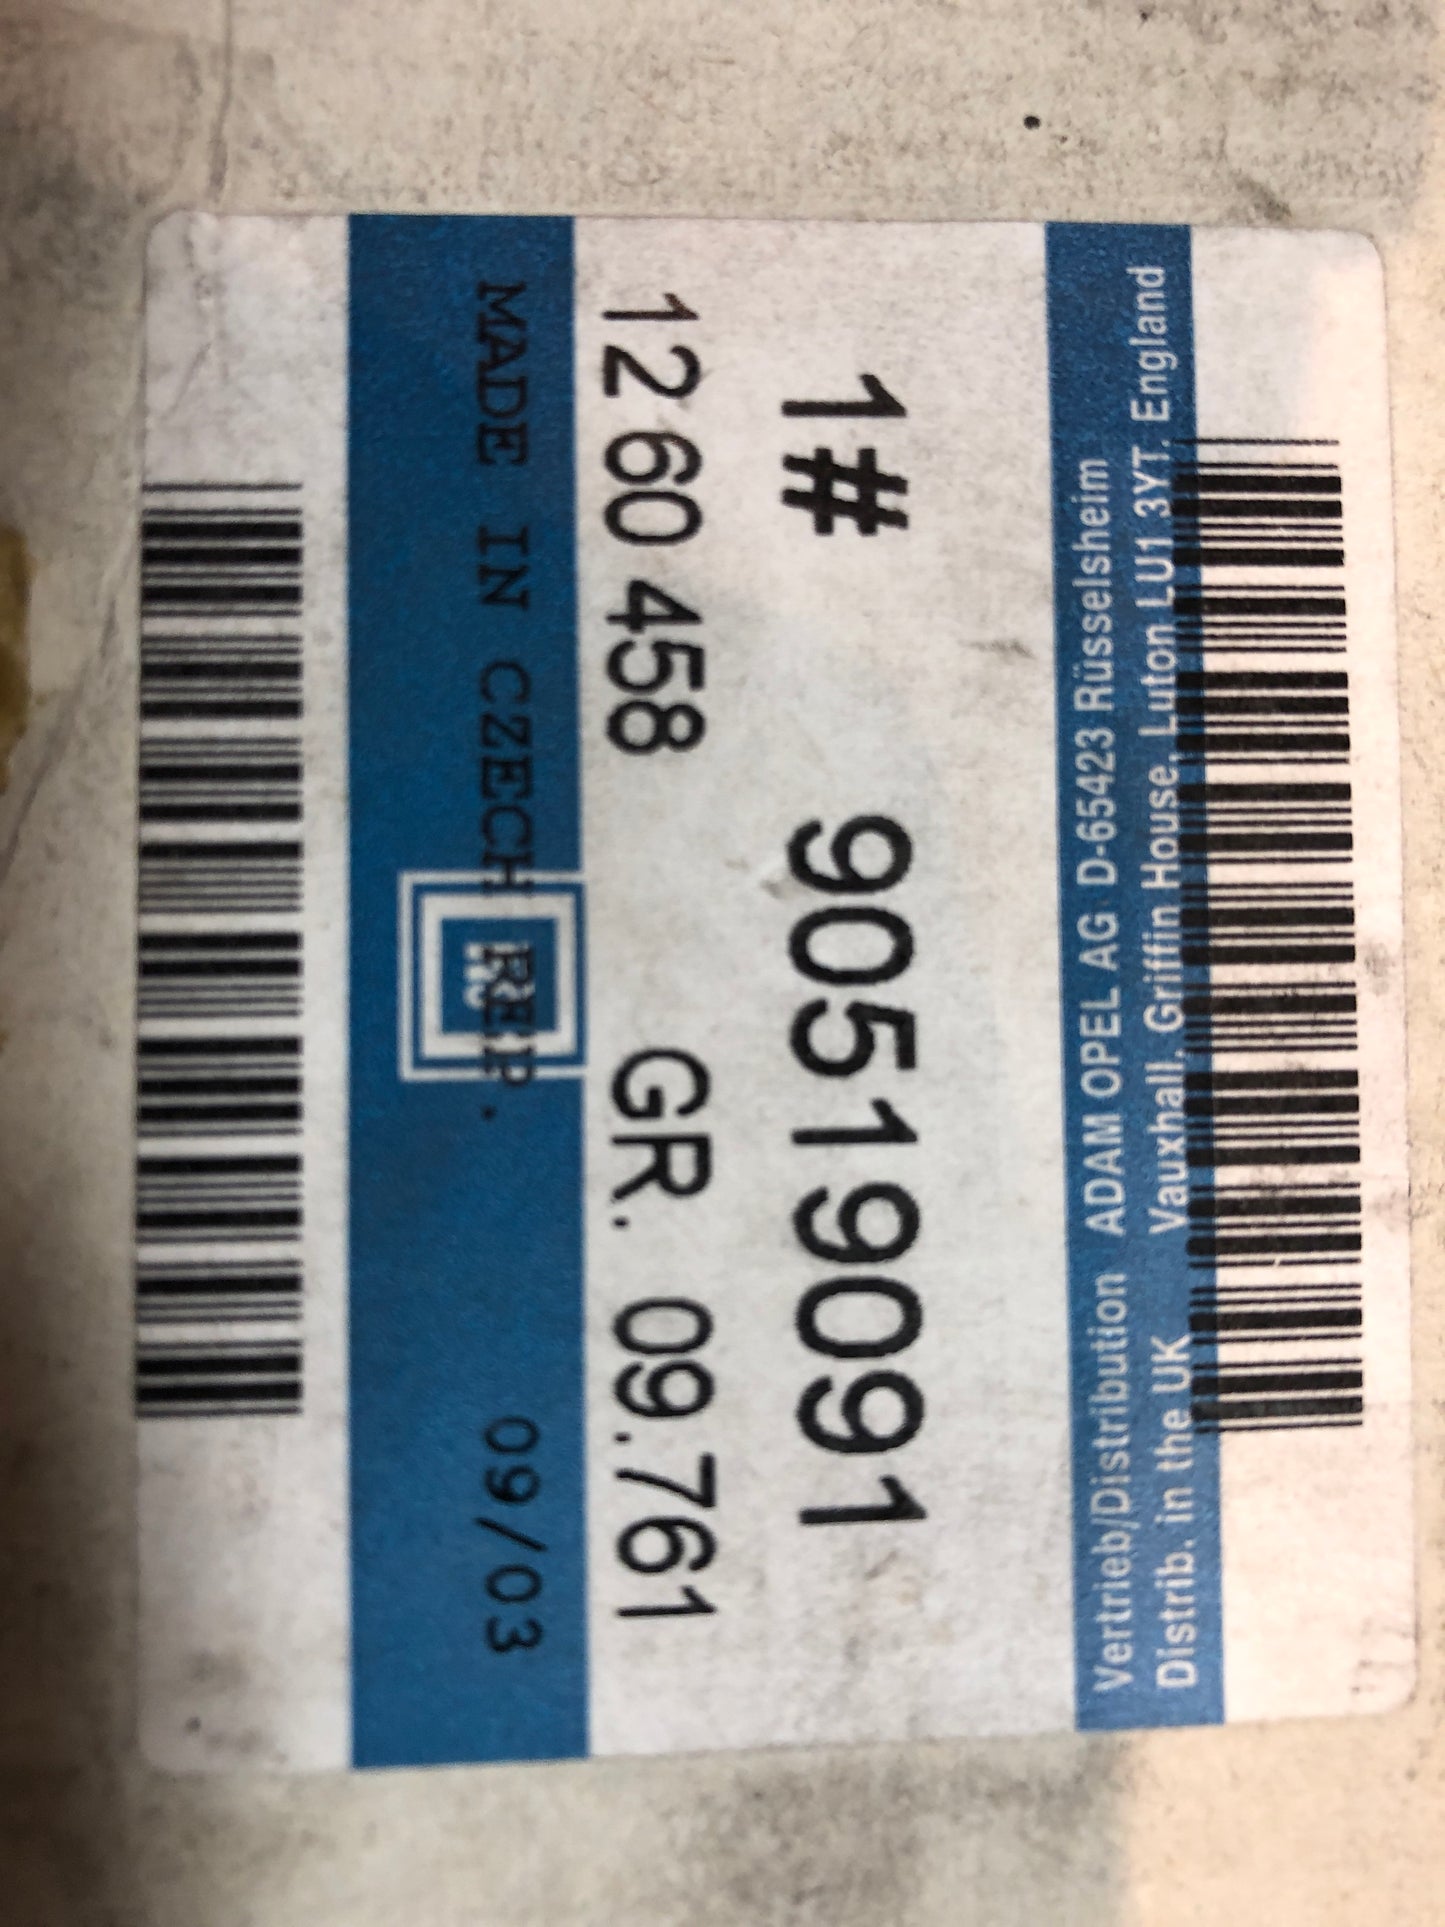 Vertrieb/Distribution ADAM OPEL AG D-65423 Rüsselsheim
Distrib. in the UK Vauxhall, Griffin House, Luton LU1 3YT. England
1# 90519091
12 60 458 GR. 09.761
MADE IN CZECH REP. 09/03